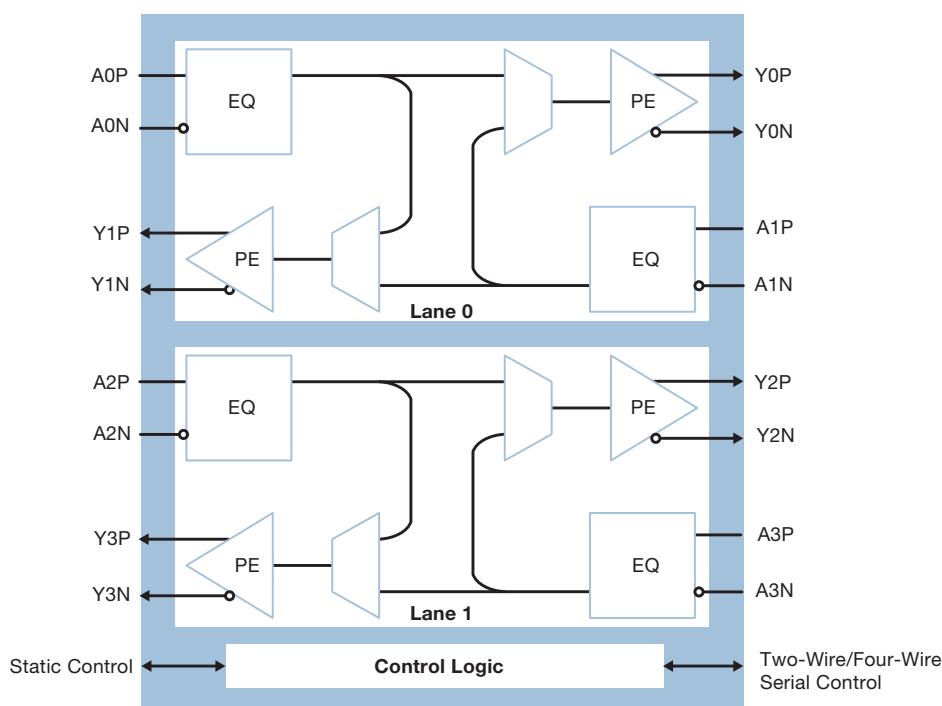 A0P
EQ
PE
Y0P
A0N
Y0N
Y1P
PE
EQ
A1P
Y1N
A1N
Lane 0
A2P
EQ
PE
Y2P
A2N
Y2N
Y3P
PE
EQ
A3P
Y3N
A3N
Lane 1
Static Control
Control Logic
Two-Wire/Four-Wire
Serial Control